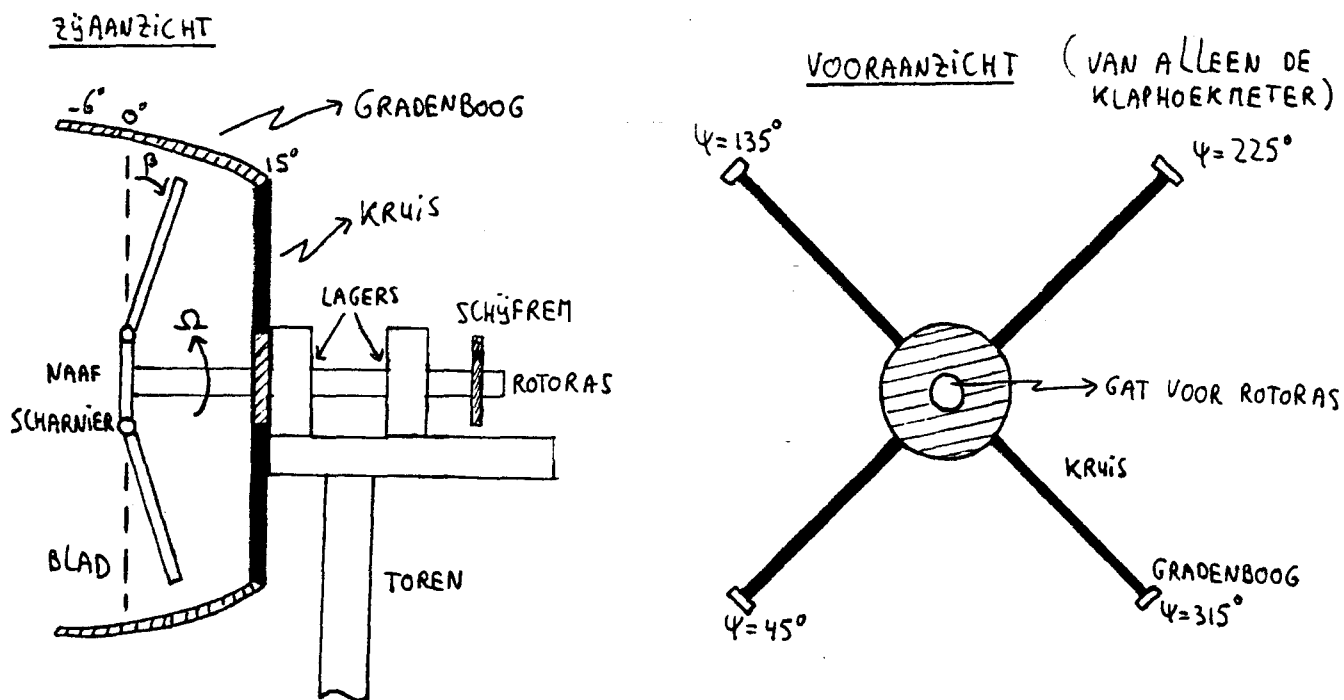 ZĲAANZICHT
-6°
0°
GRADENBOOG
β
15°
KRUIS
LAGERS
SCHĲFREM
Ω
NAAF
ROTORAS
SCHARNIER
BLAD
TOREN
VOORAANZICHT (VAN ALLEEN DE
KLAPHOEKMETER)
ψ=135°
ψ=225°
GAT VOOR ROTORAS
KRUIS
GRADENBOOG
ψ=45°
ψ=315°